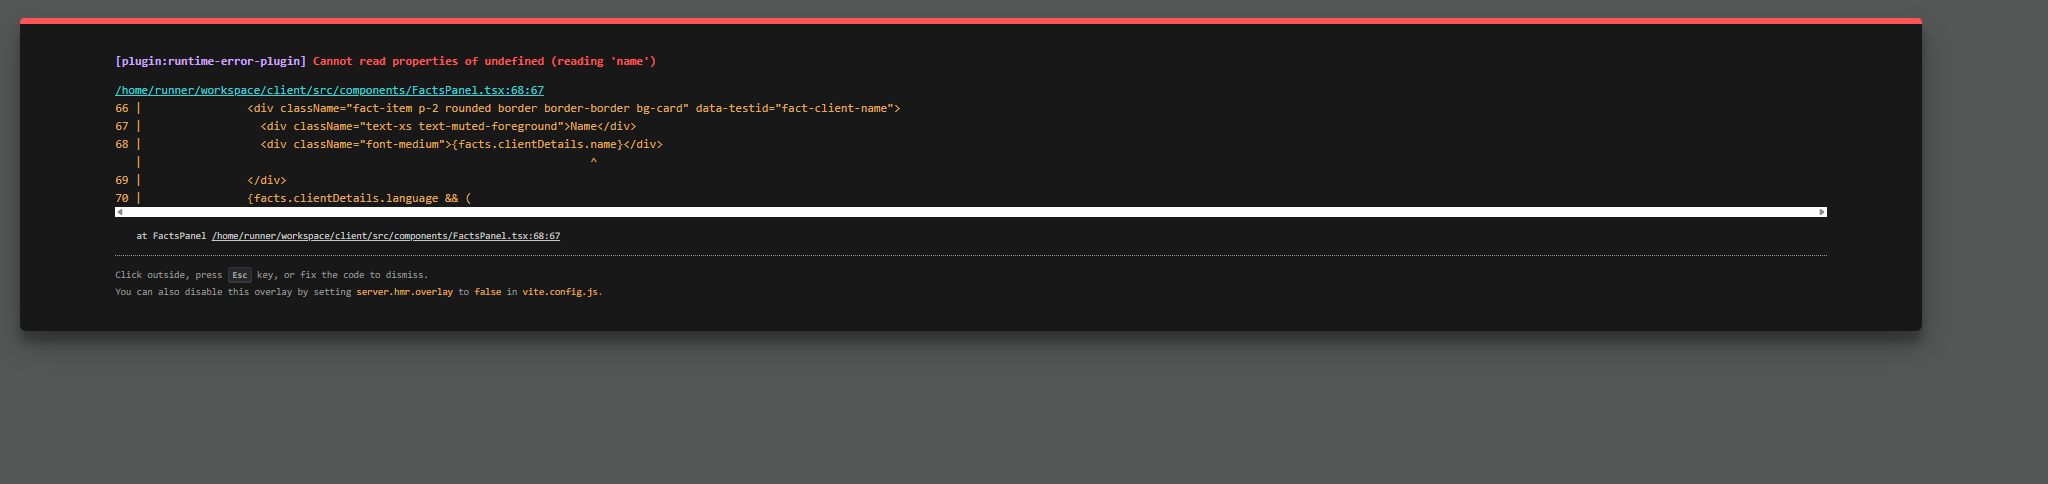 [plugin:runtime-error-plugin] Cannot read properties of undefined (reading 'name')
/home/runner/workspace/client/src/components/FactsPanel.tsx:68:67
66 |                <div className="fact-item p-2 rounded border border-border bg-card" data-testid="fact-client-name">
67 |                  <div className="text-xs text-muted-foreground">Name</div>
68 |                  <div className="font-medium">{facts.clientDetails.name}</div>
   |                                                                    ^
69 |                </div>
70 |                {facts.clientDetails.language && (
at FactsPanel /home/runner/workspace/client/src/components/FactsPanel.tsx:68:67
Click outside, press Esc key, or fix the code to dismiss.
You can also disable this overlay by setting server.hmr.overlay to false in vite.config.js.